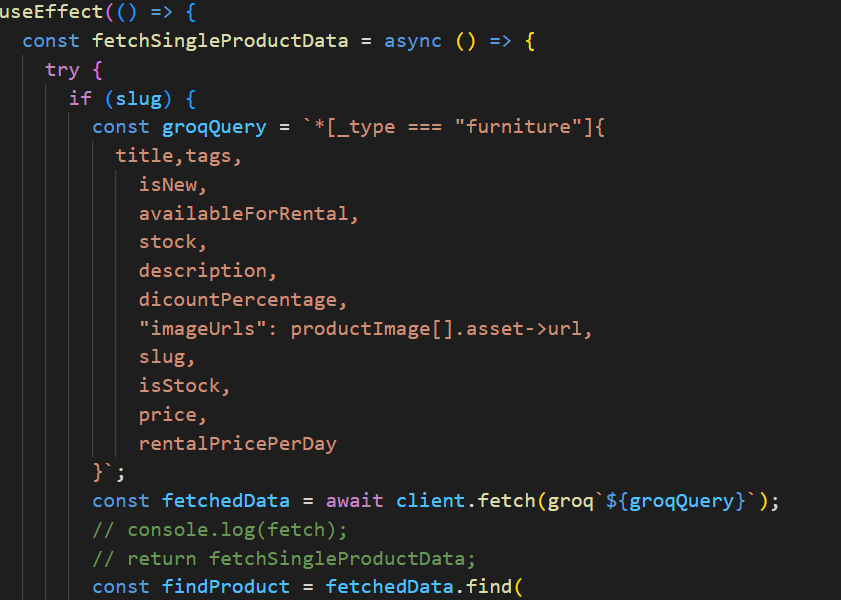 useEffect(() => {
const fetchSingleProductData = async () => {
try {
if (slug) {
const groqQuery = `*[_type === "furniture"]{
title,tags,
isNew,
availableForRental,
stock,
description,
dicountPercentage,
"imageUrls": productImage[].asset->url,
slug,
isStock,
price,
rentalPricePerDay
}`;
const fetchedData = await client.fetch(groq`${groqQuery}`);
// console.log(fetch);
// return fetchSingleProductData;
const findProduct = fetchedData.find(